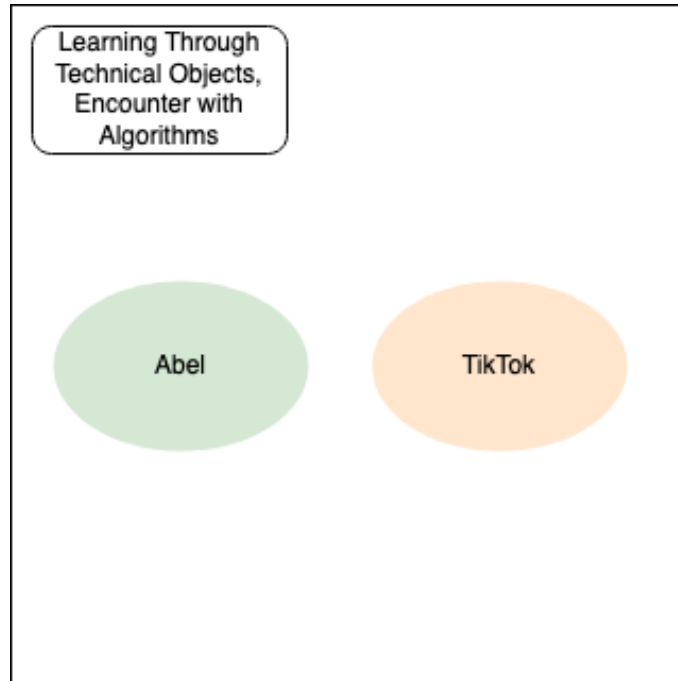 Learning Through
Technical Objects,
Encounter with
Algorithms
Abel
TikTok